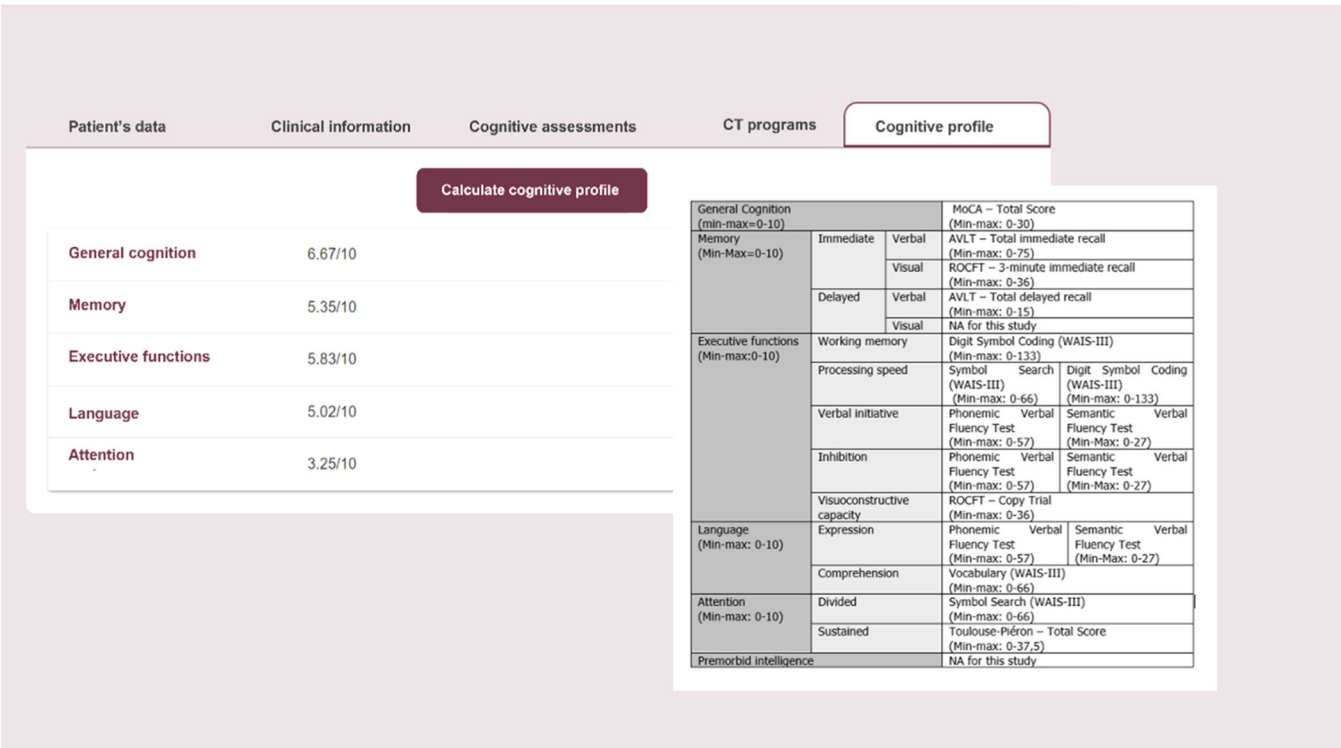 Patient's data Clinical information Cognitive assessments CT programs Cognitive profile
Calculate cognitive profile
General cognition 6.67/10
Memory 5.35/10
Executive functions 5.83/10
Language 5.02/10
Attention 3.25/10
General Cognition MoCA – Total Score
(min-max=0-10) (Min-max: 0-30)
Memory Immediate Verbal AVLT – Total immediate recall
(Min-Max=0-10) (Min-max: 0-75)
Visual ROCFT – 3-minute immediate recall
(Min-max: 0-36)
Delayed Verbal AVLT – Total delayed recall
(Min-max: 0-15)
Visual NA for this study
Executive functions Working memory Digit Symbol Coding (WAIS-III)
(Min-max:0-10) (Min-max: 0-133)
Processing speed Symbol Search Digit Symbol Coding
(WAIS-III) (WAIS-III)
(Min-max: 0-66) (Min-max: 0-133)
Verbal initiative Phonemic Verbal Semantic Verbal
Fluency Test Fluency Test
(Min-max: 0-57) (Min-Max: 0-27)
Inhibition Phonemic Verbal Semantic Verbal
Fluency Test Fluency Test
(Min-max: 0-57) (Min-Max: 0-27)
Visuoconstructive ROCFT – Copy Trial
capacity (Min-max: 0-36)
Language Expression Phonemic Verbal Semantic Verbal
(Min-max: 0-10) Fluency Test Fluency Test
(Min-max: 0-57) (Min-Max: 0-27)
Comprehension Vocabulary (WAIS-III)
(Min-max: 0-66)
Attention Divided Symbol Search (WAIS-III)
(Min-max: 0-10) (Min-max: 0-66)
Sustained Toulouse-Piéron – Total Score
(Min-max: 0-37,5)
Premorbid intelligence NA for this study